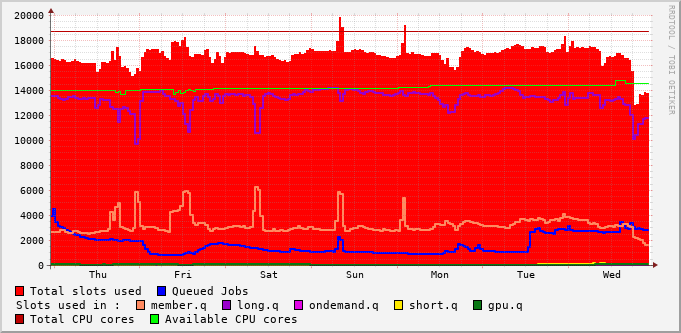 RRDTOOL / TOBI OETIKER
20000
18000
16000
14000
12000
10000
8000
6000
4000
2000
0
Thu Fri Sat Sun Mon Tue Wed
Total slots used Queued Jobs
Slots used in : member.q long.q ondemand.q short.q gpu.q
Total CPU cores Available CPU cores